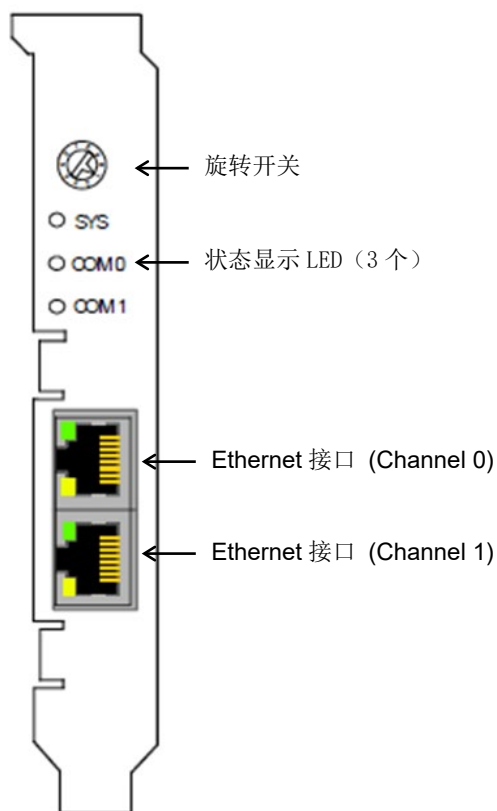 旋转开关
SYS
COM0
状态显示 LED（3 个）
COM1
Ethernet 接口 (Channel 0)
Ethernet 接口 (Channel 1)